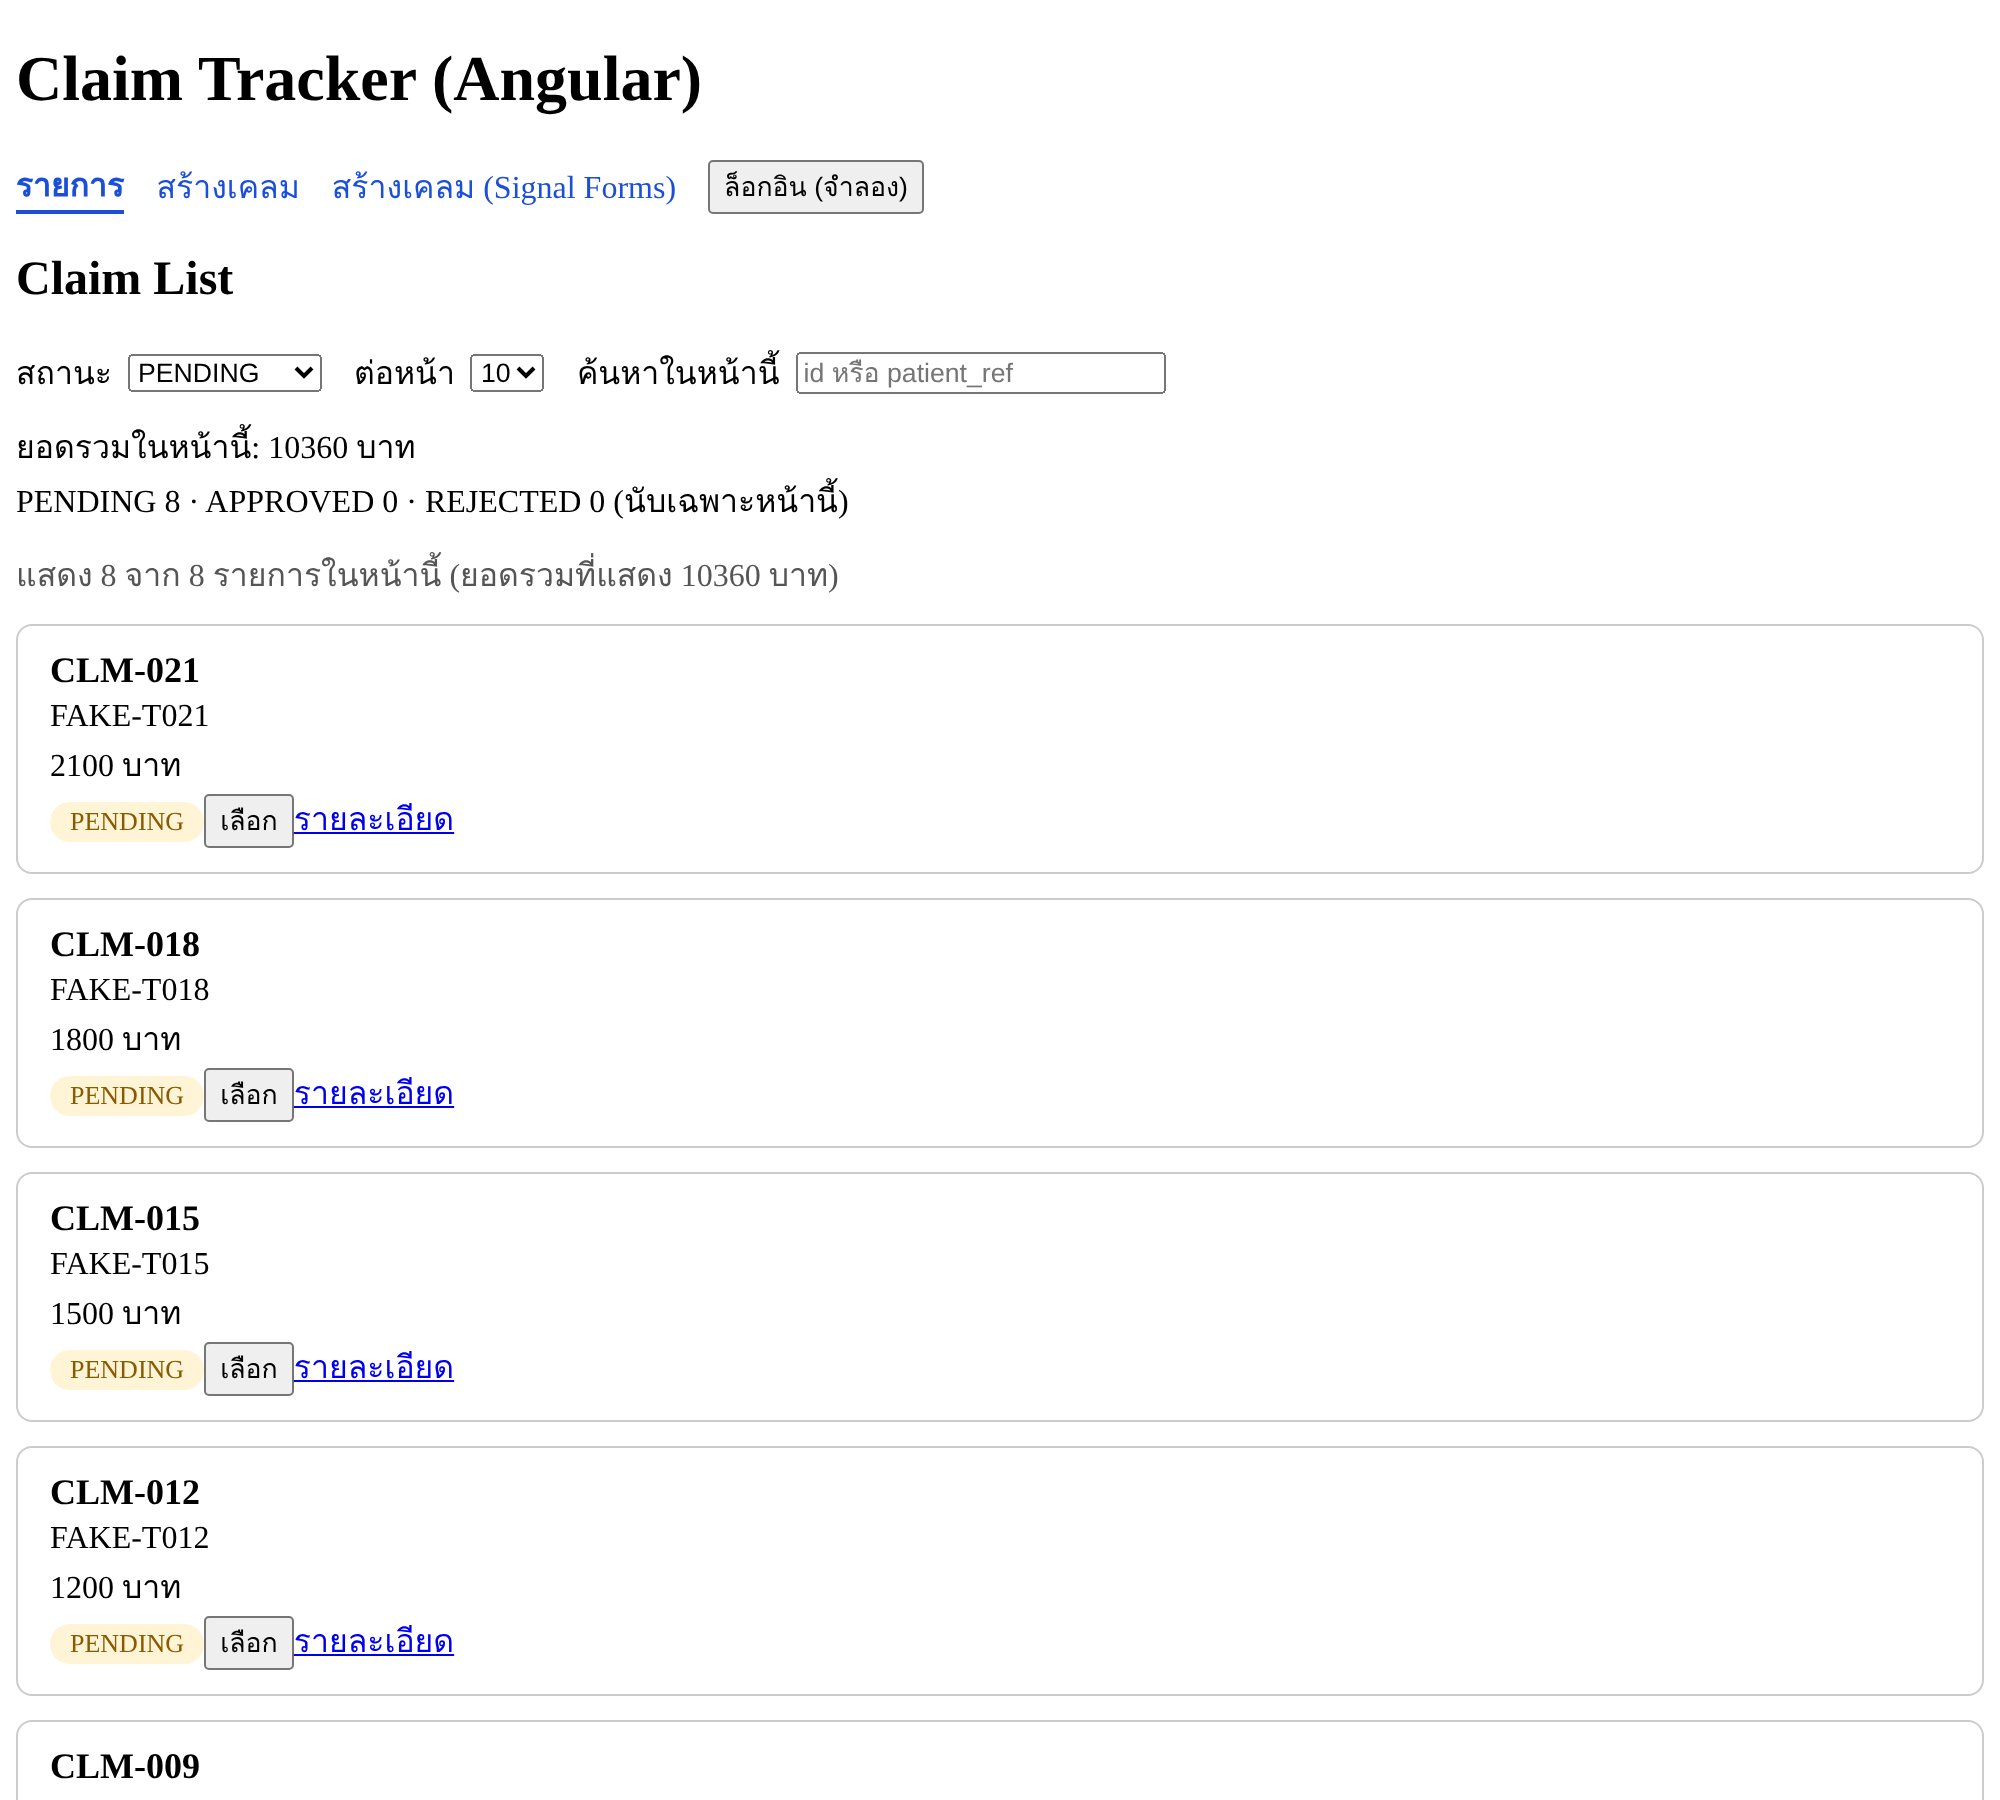 Claim Tracker (Angular)
รายการ สร้างเคลม สร้างเคลม (Signal Forms) ล็อกอิน (จำลอง)
Claim List
สถานะ PENDING ต่อหน้า 10 ค้นหาในหน้านี้ id หรือ patient_ref
ยอดรวมในหน้านี้: 10360 บาท
PENDING 8 · APPROVED 0 · REJECTED 0 (นับเฉพาะหน้านี้)
แสดง 8 จาก 8 รายการในหน้านี้ (ยอดรวมที่แสดง 10360 บาท)
CLM-021
FAKE-T021
2100 บาท
PENDING เลือก รายละเอียด
CLM-018
FAKE-T018
1800 บาท
PENDING เลือก รายละเอียด
CLM-015
FAKE-T015
1500 บาท
PENDING เลือก รายละเอียด
CLM-012
FAKE-T012
1200 บาท
PENDING เลือก รายละเอียด
CLM-009